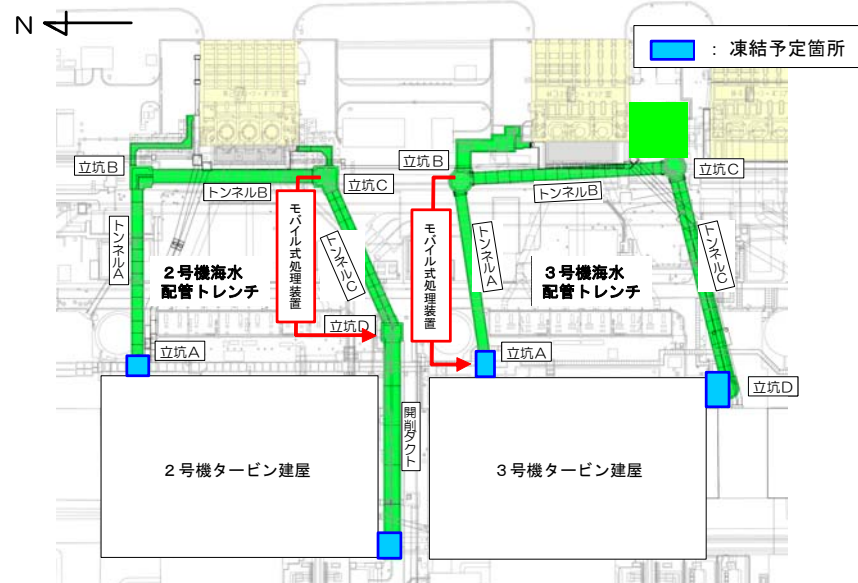 N
: 凍結予定箇所
立坑B
トンネルB
立坑C
トンネルA
モバイル式処理装置
トンネルC
2号機海水
配管トレンチ
立坑D
立坑A
開削ダクト
2号機タービン建屋
立坑B
トンネルB
立坑C
モバイル式処理装置
トンネルA
3号機海水
配管トレンチ
トンネルC
立坑A
立坑D
3号機タービン建屋